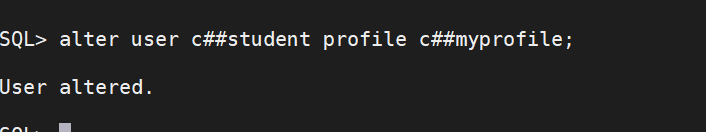 SQL> alter user c##student profile c##myprofile;
User altered.
SQL>